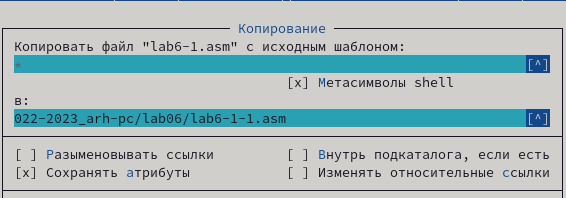 Копирование
Копировать файл "lab6-1.asm" с исходным шаблоном:
* [^]
[x] Метасимволы shell
в:
022-2023_arh-pc/lab06/lab6-1-1.asm [^]
[ ] Разыменовывать ссылки [ ] Внутрь подкаталога, если есть
[x] Сохранять атрибуты [ ] Изменять относительные ссылки